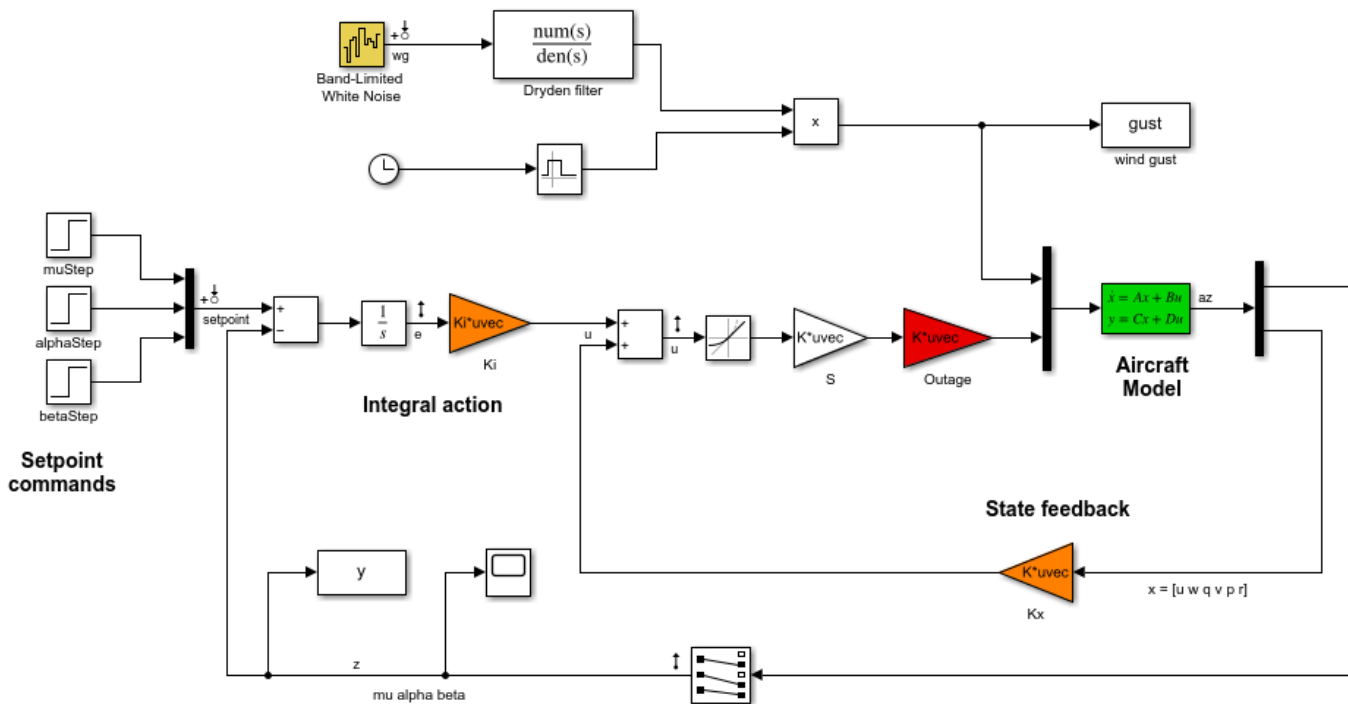 num(s)
den(s)
wg
Band-Limited
White Noise
Dryden filter
x
gust
wind gust
muStep
alphaStep
betaStep
Setpoint
commands
setpoint
+
−
1
s
e
Ki*uvec
Ki
Integral action
u
+
+
u
K*uvec
S
K*uvec
Outage
ẋ = Ax + Bu
y = Cx + Du
az
Aircraft
Model
State feedback
K*uvec
Kx
x = [u w q v p r]
y
z
mu alpha beta